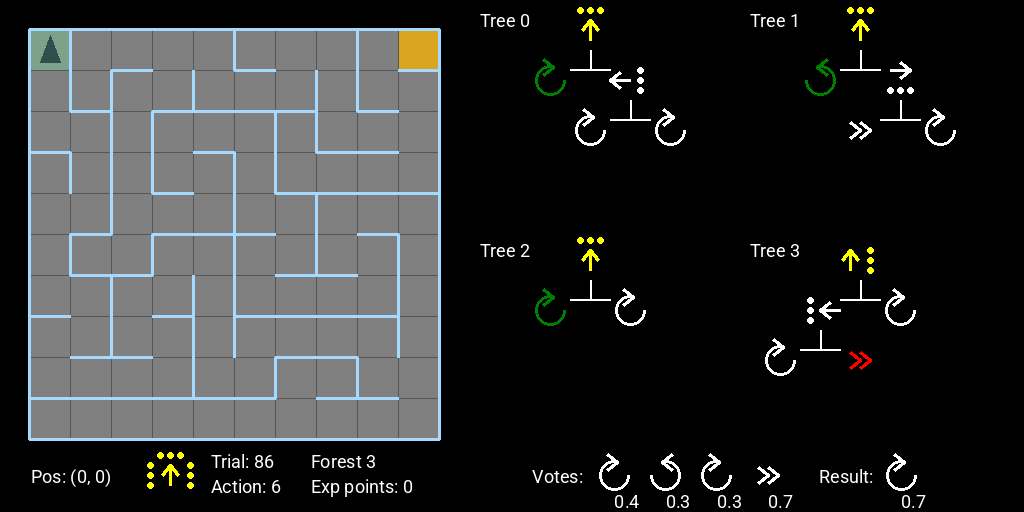 Tree 0
Tree 1
Tree 2
Tree 3
Pos: (0, 0)
Trial: 86
Forest 3
Action: 6
Exp points: 0
Votes:
0.4
0.3
0.3
0.7
Result:
0.7